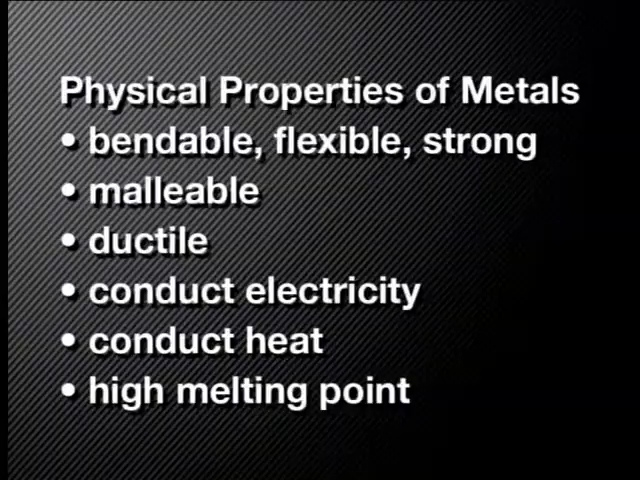 Physical Properties of Metals
• bendable, flexible, strong
• malleable
• ductile
• conduct electricity
• conduct heat
• high melting point